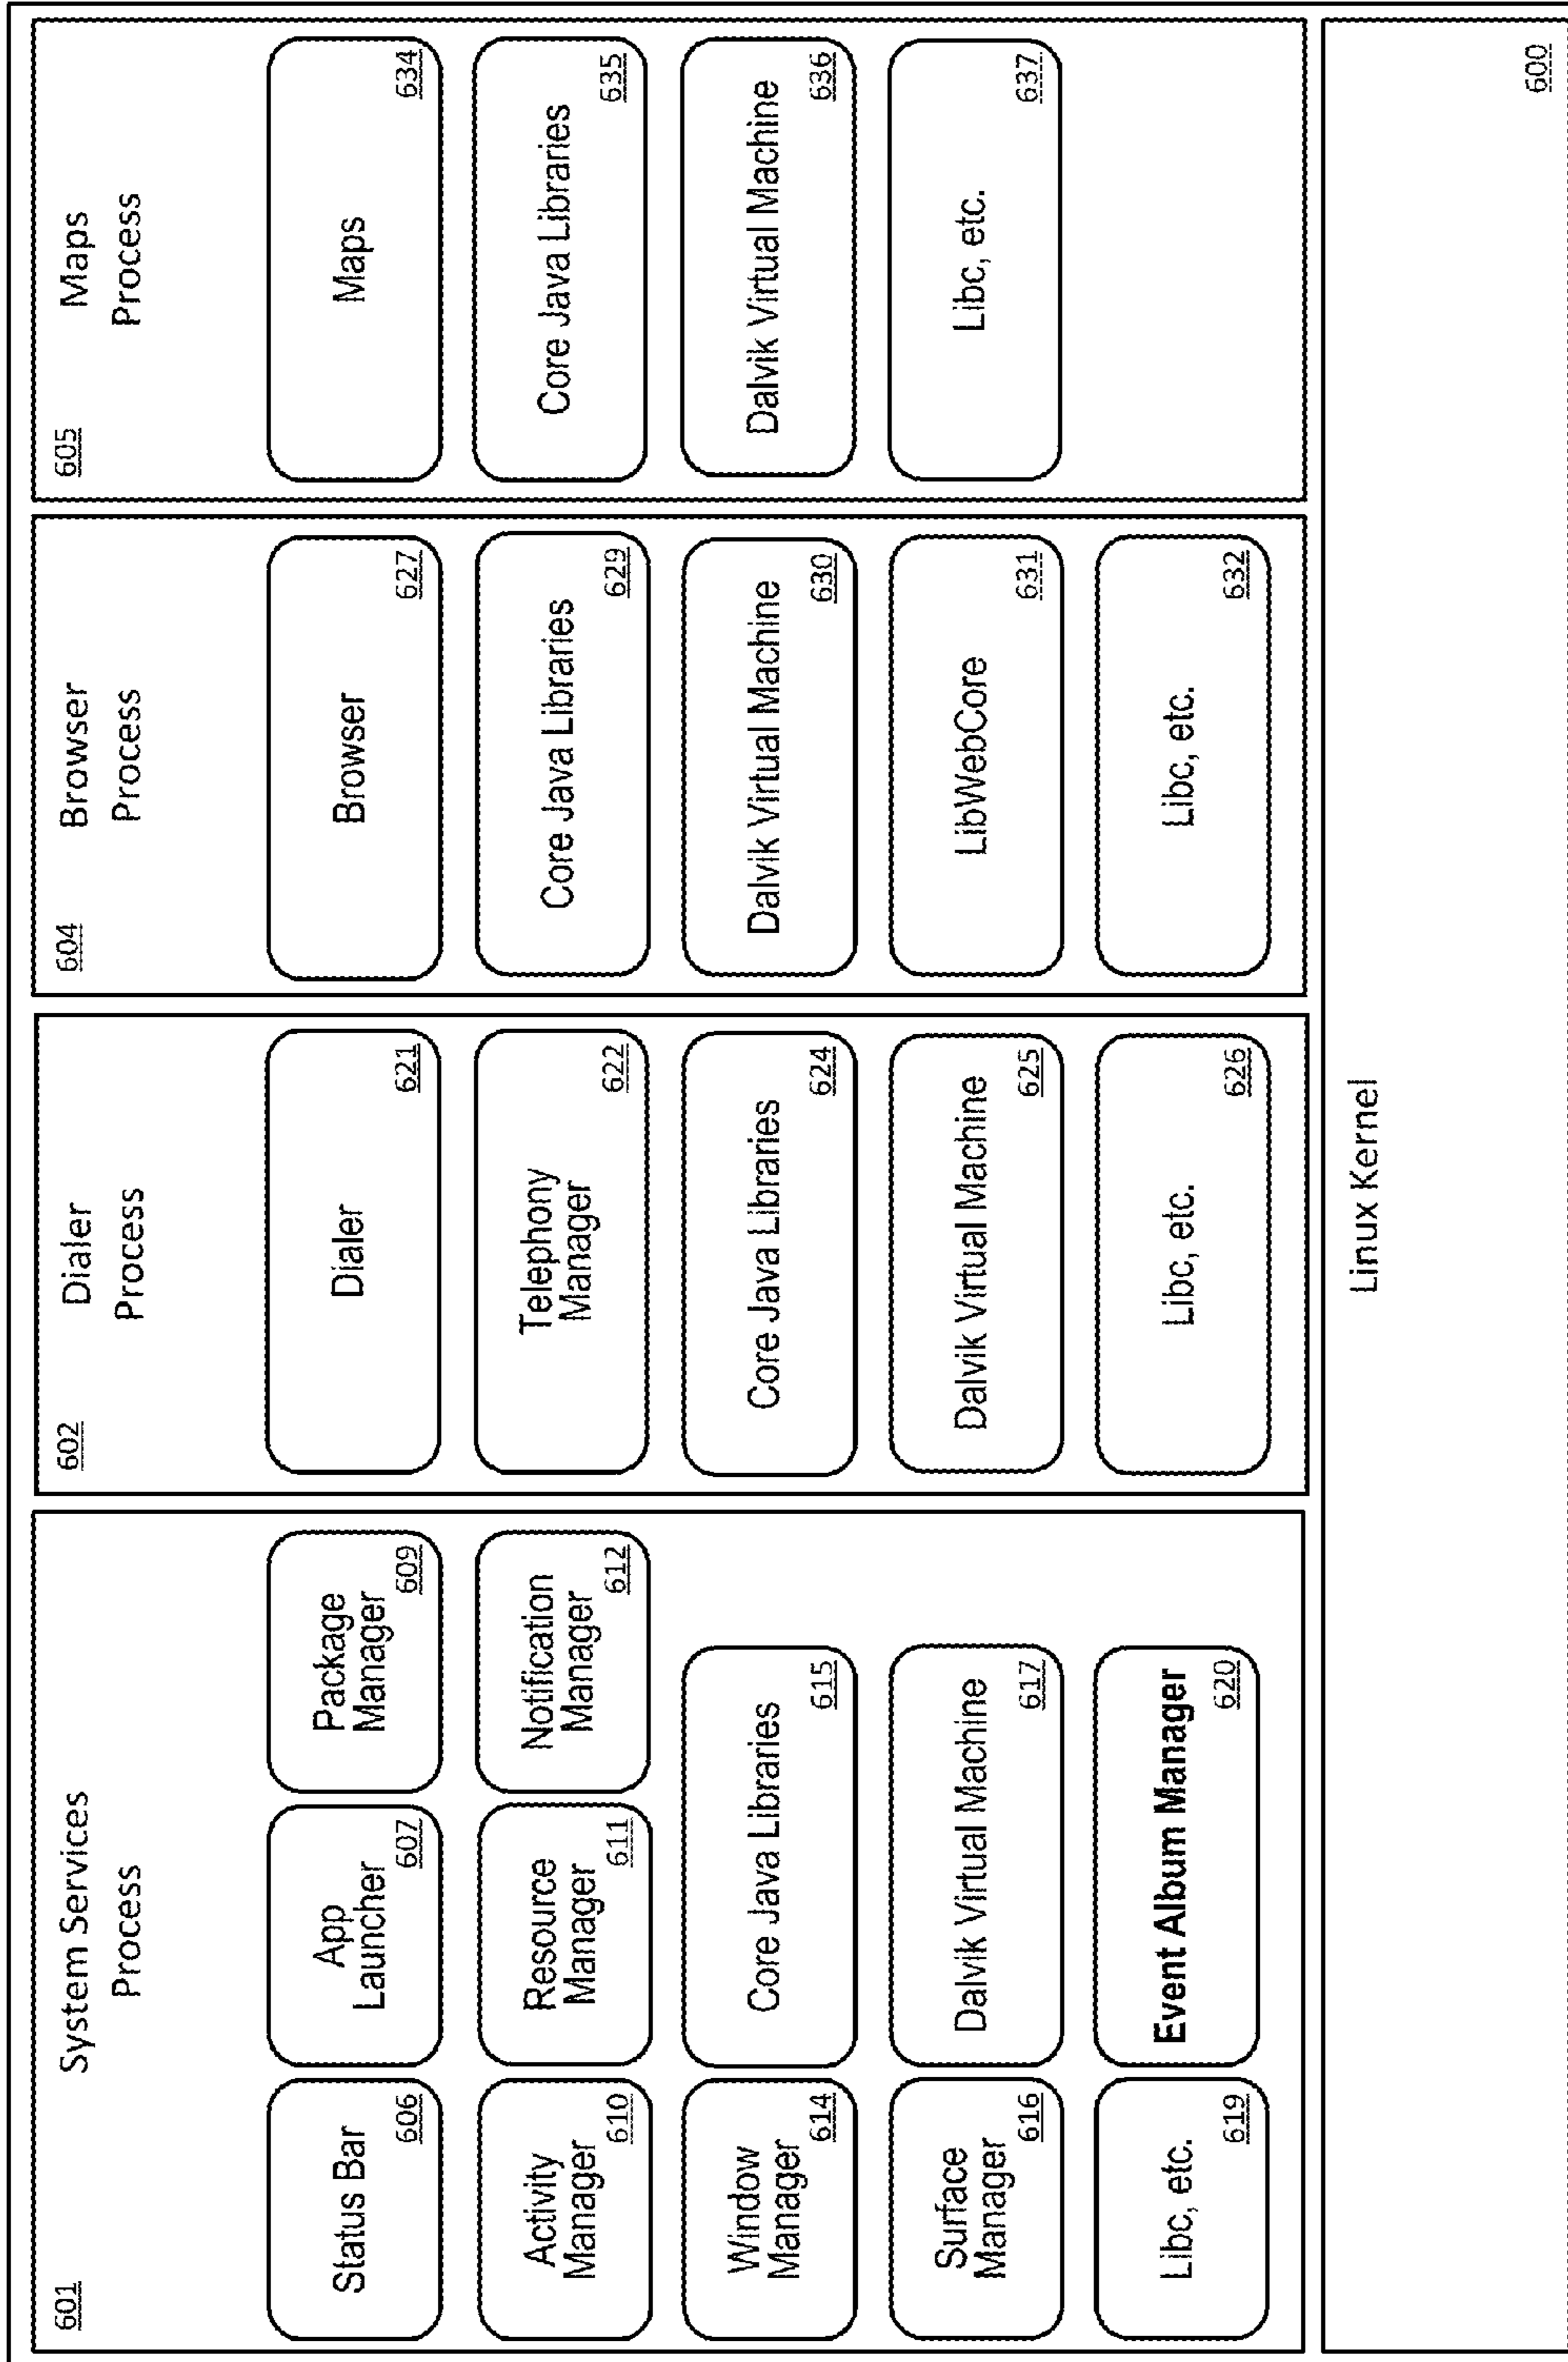 601
System Services
Process
Status Bar
606
App
Launcher
607
Package
Manager
609
Activity
Manager
610
Resource
Manager
611
Notification
Manager
612
Window
Manager
614
Core Java Libraries
615
Surface
Manager
616
Dalvik Virtual Machine
617
Libc, etc.
619
Event Album Manager
620
602
Dialer
Process
Dialer
621
Telephony
Manager
622
Core Java Libraries
624
Dalvik Virtual Machine
625
Libc, etc.
626
604
Browser
Process
Browser
627
Core Java Libraries
629
Dalvik Virtual Machine
630
LibWebCore
631
Libc, etc.
632
605
Maps
Process
Maps
634
Core Java Libraries
635
Dalvik Virtual Machine
636
Libc, etc.
637
Linux Kernel
600